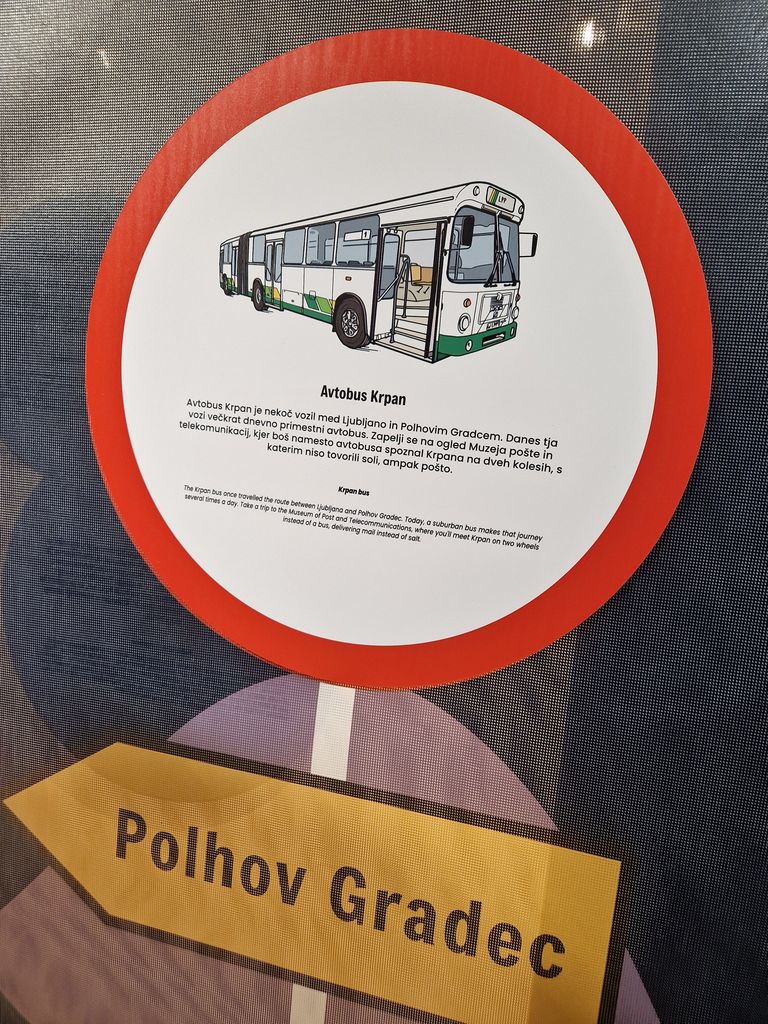 LPP
Avtobus Krpan
Avtobus Krpan je nekoč vozil med Ljubljano in Polhovim Gradcem. Danes tja
vozi večkrat dnevno primestni avtobus. Zapelji se na ogled Muzeja pošte in
telekomunikacij, kjer boš namesto avtobusa spoznal Krpana na dveh kolesih, s
katerim niso tovorili soli, ampak pošto.
Krpan bus
The Krpan bus once travelled the route between Ljubljana and Polhov Gradec. Today, a suburban bus makes that journey
several times a day. Take a trip to the Museum of Post and Telecommunications, where you'll meet Krpan on two wheels
instead of a bus, delivering mail instead of salt.
Polhov Gradec